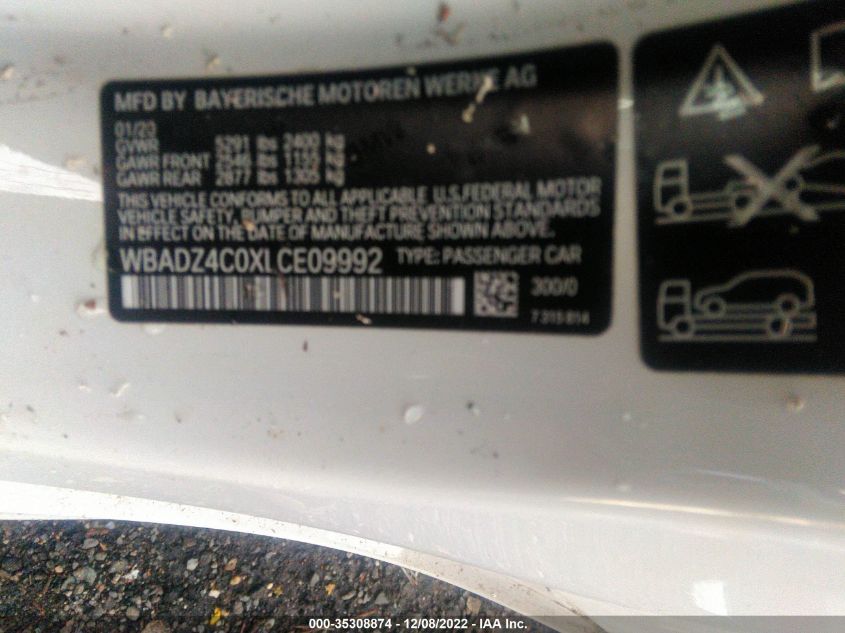 MFD BY BAYERISCHE MOTOREN WERKE AG
01/20
GVWR 5291 lbs 2400 kg
GAWR FRONT 2546 lbs 1155 kg
GAWR REAR 2877 lbs 1305 kg
THIS VEHICLE CONFORMS TO ALL APPLICABLE U.S.FEDERAL MOTOR
VEHICLE SAFETY, BUMPER AND THEFT PREVENTION STANDARDS
IN EFFECT ON THE DATE OF MANUFACTURE SHOWN ABOVE.
WBADZ4C0XLCE09992 TYPE: PASSENGER CAR
300/0
7 315 814
000-35308874 / 12/08/2022 - IAA Inc.